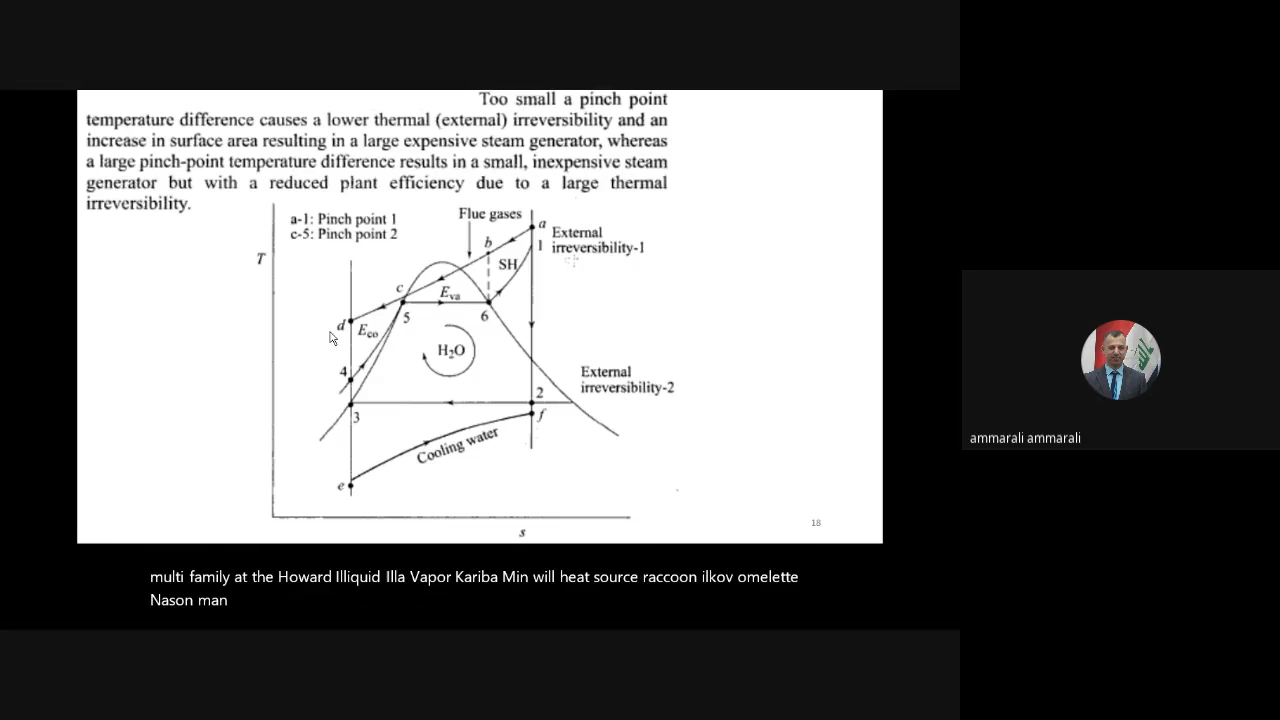 Too small a pinch point
temperature difference causes a lower thermal (external) irreversibility and an
increase in surface area resulting in a large expensive steam generator, whereas
a large pinch-point temperature difference results in a small, inexpensive steam
generator but with a reduced plant efficiency due to a large thermal
irreversibility.
a-1: Pinch point 1
c-5: Pinch point 2
Flue gases
a
External
irreversibility-1
1
b
T
SH
c
Eva
5
6
d
Eco
H₂O
4
External
irreversibility-2
2
3
f
Cooling water
e
s
18
ammarali ammarali
multi family at the Howard Illiquid Illa Vapor Kariba Min will heat source raccoon ilkov omelette
Nason man